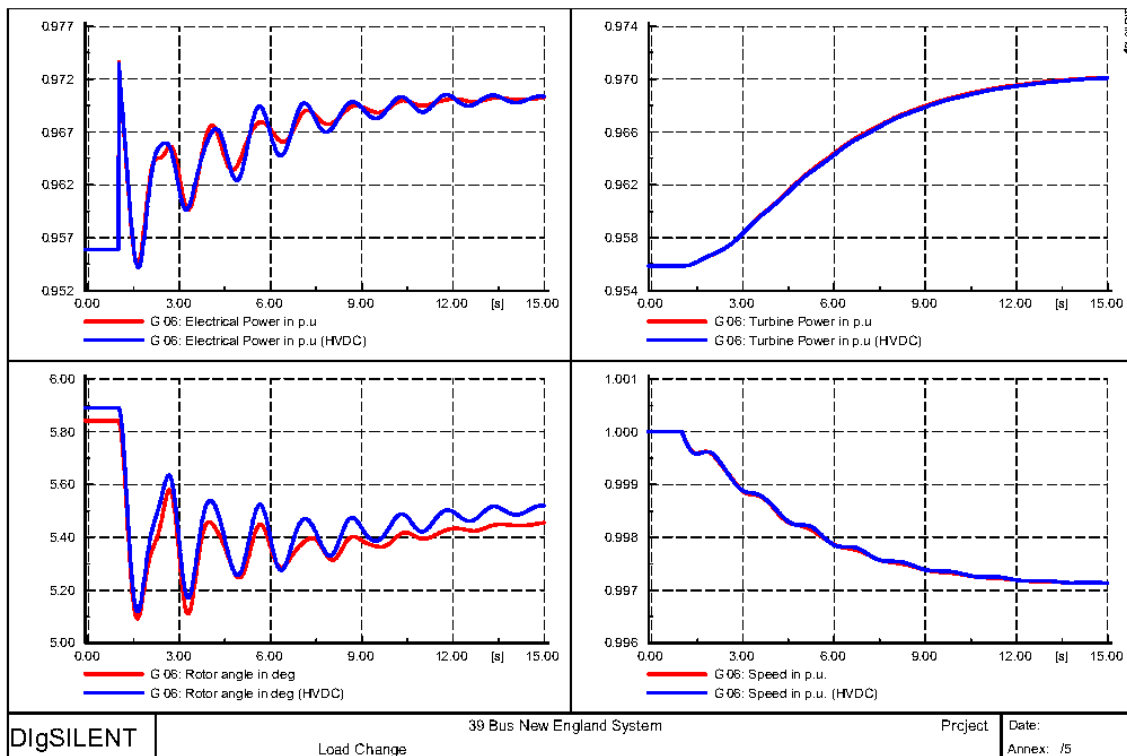 0.977
0.972
0.967
0.962
0.957
0.952
0.00 3.00 6.00 9.00 12.00 [s] 15.00
G 06: Electrical Power in p.u
G 06: Electrical Power in p.u (HVDC)
0.974
0.970
0.966
0.962
0.958
0.954
0.00 3.00 6.00 9.00 12.00 [s] 15.00
G 06: Turbine Power in p.u
G 06: Turbine Power in p.u (HVDC)
6.00
5.80
5.60
5.40
5.20
5.00
0.00 3.00 6.00 9.00 12.00 [s] 15.00
G 06: Rotor angle in deg
G 06: Rotor angle in deg (HVDC)
1.001
1.000
0.999
0.998
0.997
0.996
0.00 3.00 6.00 9.00 12.00 [s] 15.00
G 06: Speed in p.u.
G 06: Speed in p.u. (HVDC)
DIgSILENT
39 Bus New England System
Load Change
Project
Date:
Annex: /5